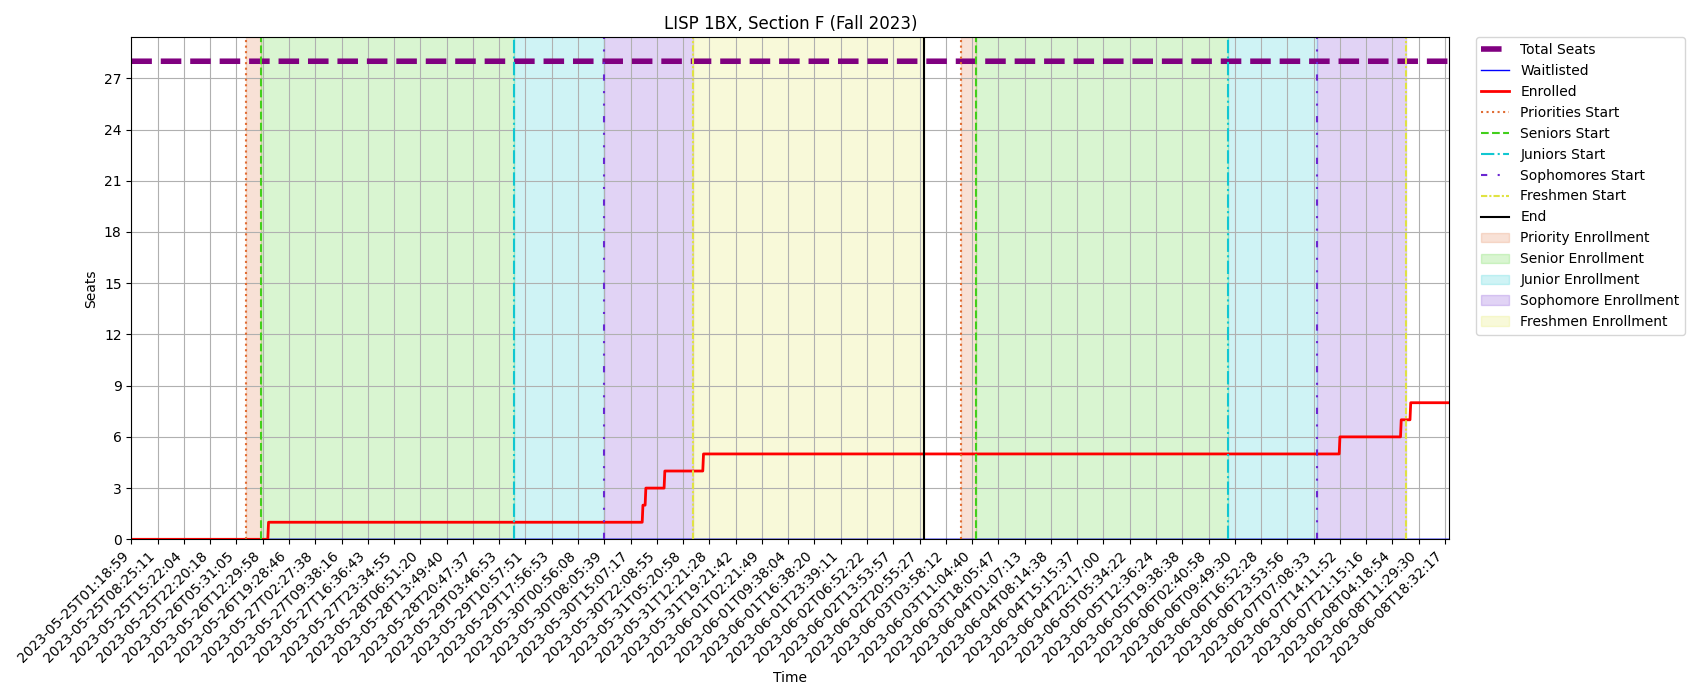 LISP 1BX, Section F (Fall 2023)
Total Seats
Waitlisted
Enrolled
Priorities Start
Seniors Start
Juniors Start
Sophomores Start
Freshmen Start
End
Priority Enrollment
Senior Enrollment
Junior Enrollment
Sophomore Enrollment
Freshmen Enrollment
Seats
27
24
21
18
15
12
9
6
3
0
2023-05-25T01:18:59
2023-05-25T08:25:11
2023-05-25T15:22:04
2023-05-25T22:20:18
2023-05-26T05:31:05
2023-05-26T12:29:58
2023-05-26T19:28:46
2023-05-27T02:27:38
2023-05-27T09:38:16
2023-05-27T16:36:43
2023-05-27T23:34:55
2023-05-28T06:51:20
2023-05-28T13:49:40
2023-05-28T20:47:37
2023-05-29T03:46:53
2023-05-29T10:57:51
2023-05-29T17:56:53
2023-05-30T00:56:08
2023-05-30T08:05:39
2023-05-30T15:07:17
2023-05-30T22:08:55
2023-05-31T05:20:58
2023-05-31T12:21:28
2023-05-31T19:21:42
2023-06-01T02:21:49
2023-06-01T09:38:04
2023-06-01T16:38:20
2023-06-01T23:39:11
2023-06-02T06:52:22
2023-06-02T13:53:57
2023-06-02T20:55:27
2023-06-03T03:58:12
2023-06-03T11:04:40
2023-06-03T18:05:47
2023-06-04T01:07:13
2023-06-04T08:14:38
2023-06-04T15:15:37
2023-06-04T22:17:00
2023-06-05T05:34:22
2023-06-05T12:36:24
2023-06-05T19:38:38
2023-06-06T02:40:58
2023-06-06T09:49:30
2023-06-06T16:52:28
2023-06-06T23:53:56
2023-06-07T07:08:33
2023-06-07T14:11:52
2023-06-07T21:15:16
2023-06-08T04:18:54
2023-06-08T11:29:30
2023-06-08T18:32:17
Time